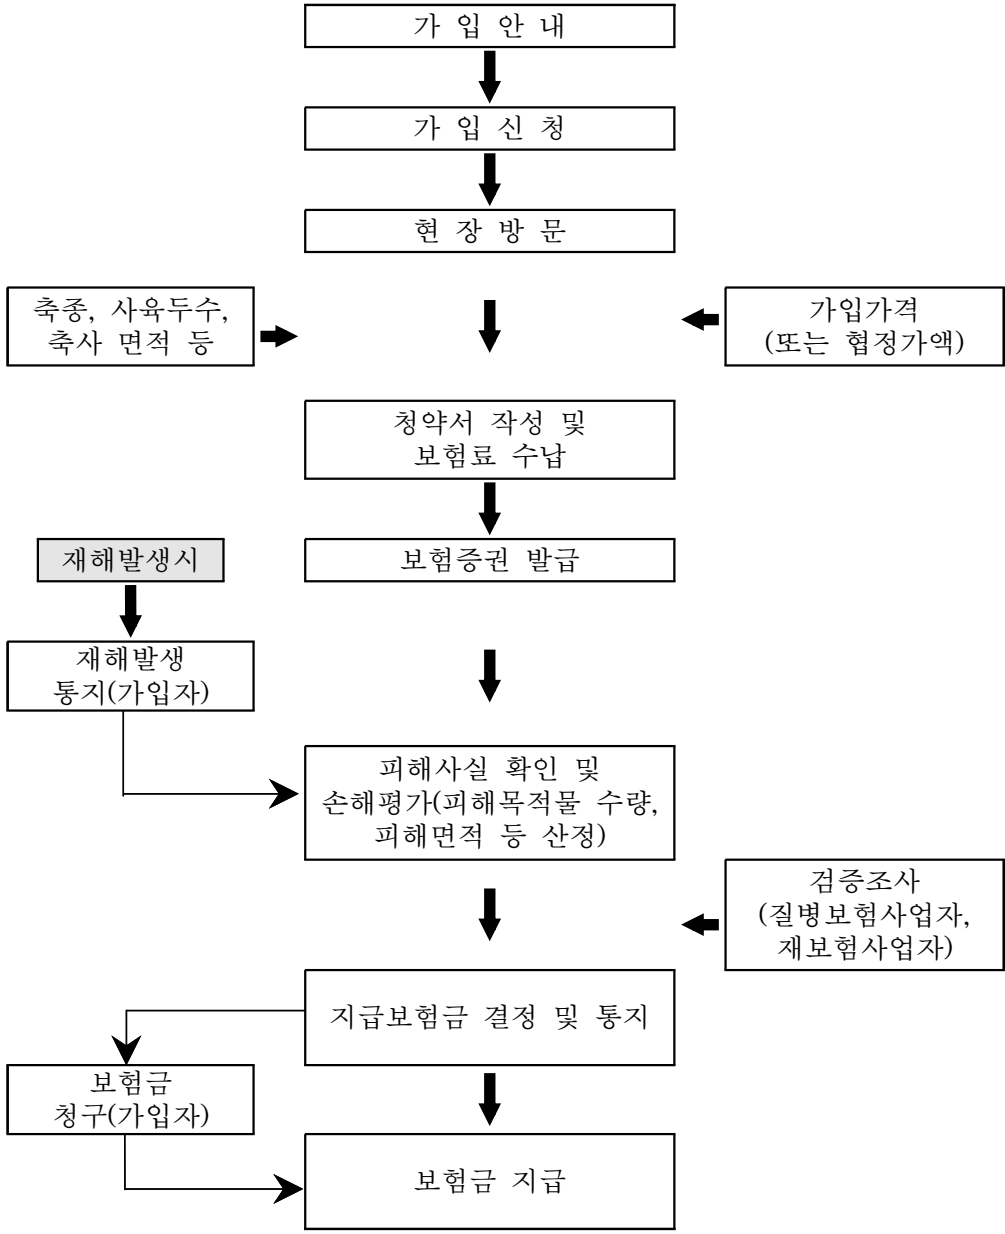 가 입 안 내
가 입 신 청
현 장 방 문
축종, 사육두수,
축사 면적 등
가입가격
(또는 협정가액)
청약서 작성 및
보험료 수납
재해발생시
보험증권 발급
재해발생
통지(가입자)
피해사실 확인 및
손해평가(피해목적물 수량,
피해면적 등 산정)
검증조사
(질병보험사업자,
재보험사업자)
지급보험금 결정 및 통지
보험금
청구(가입자)
보험금 지급